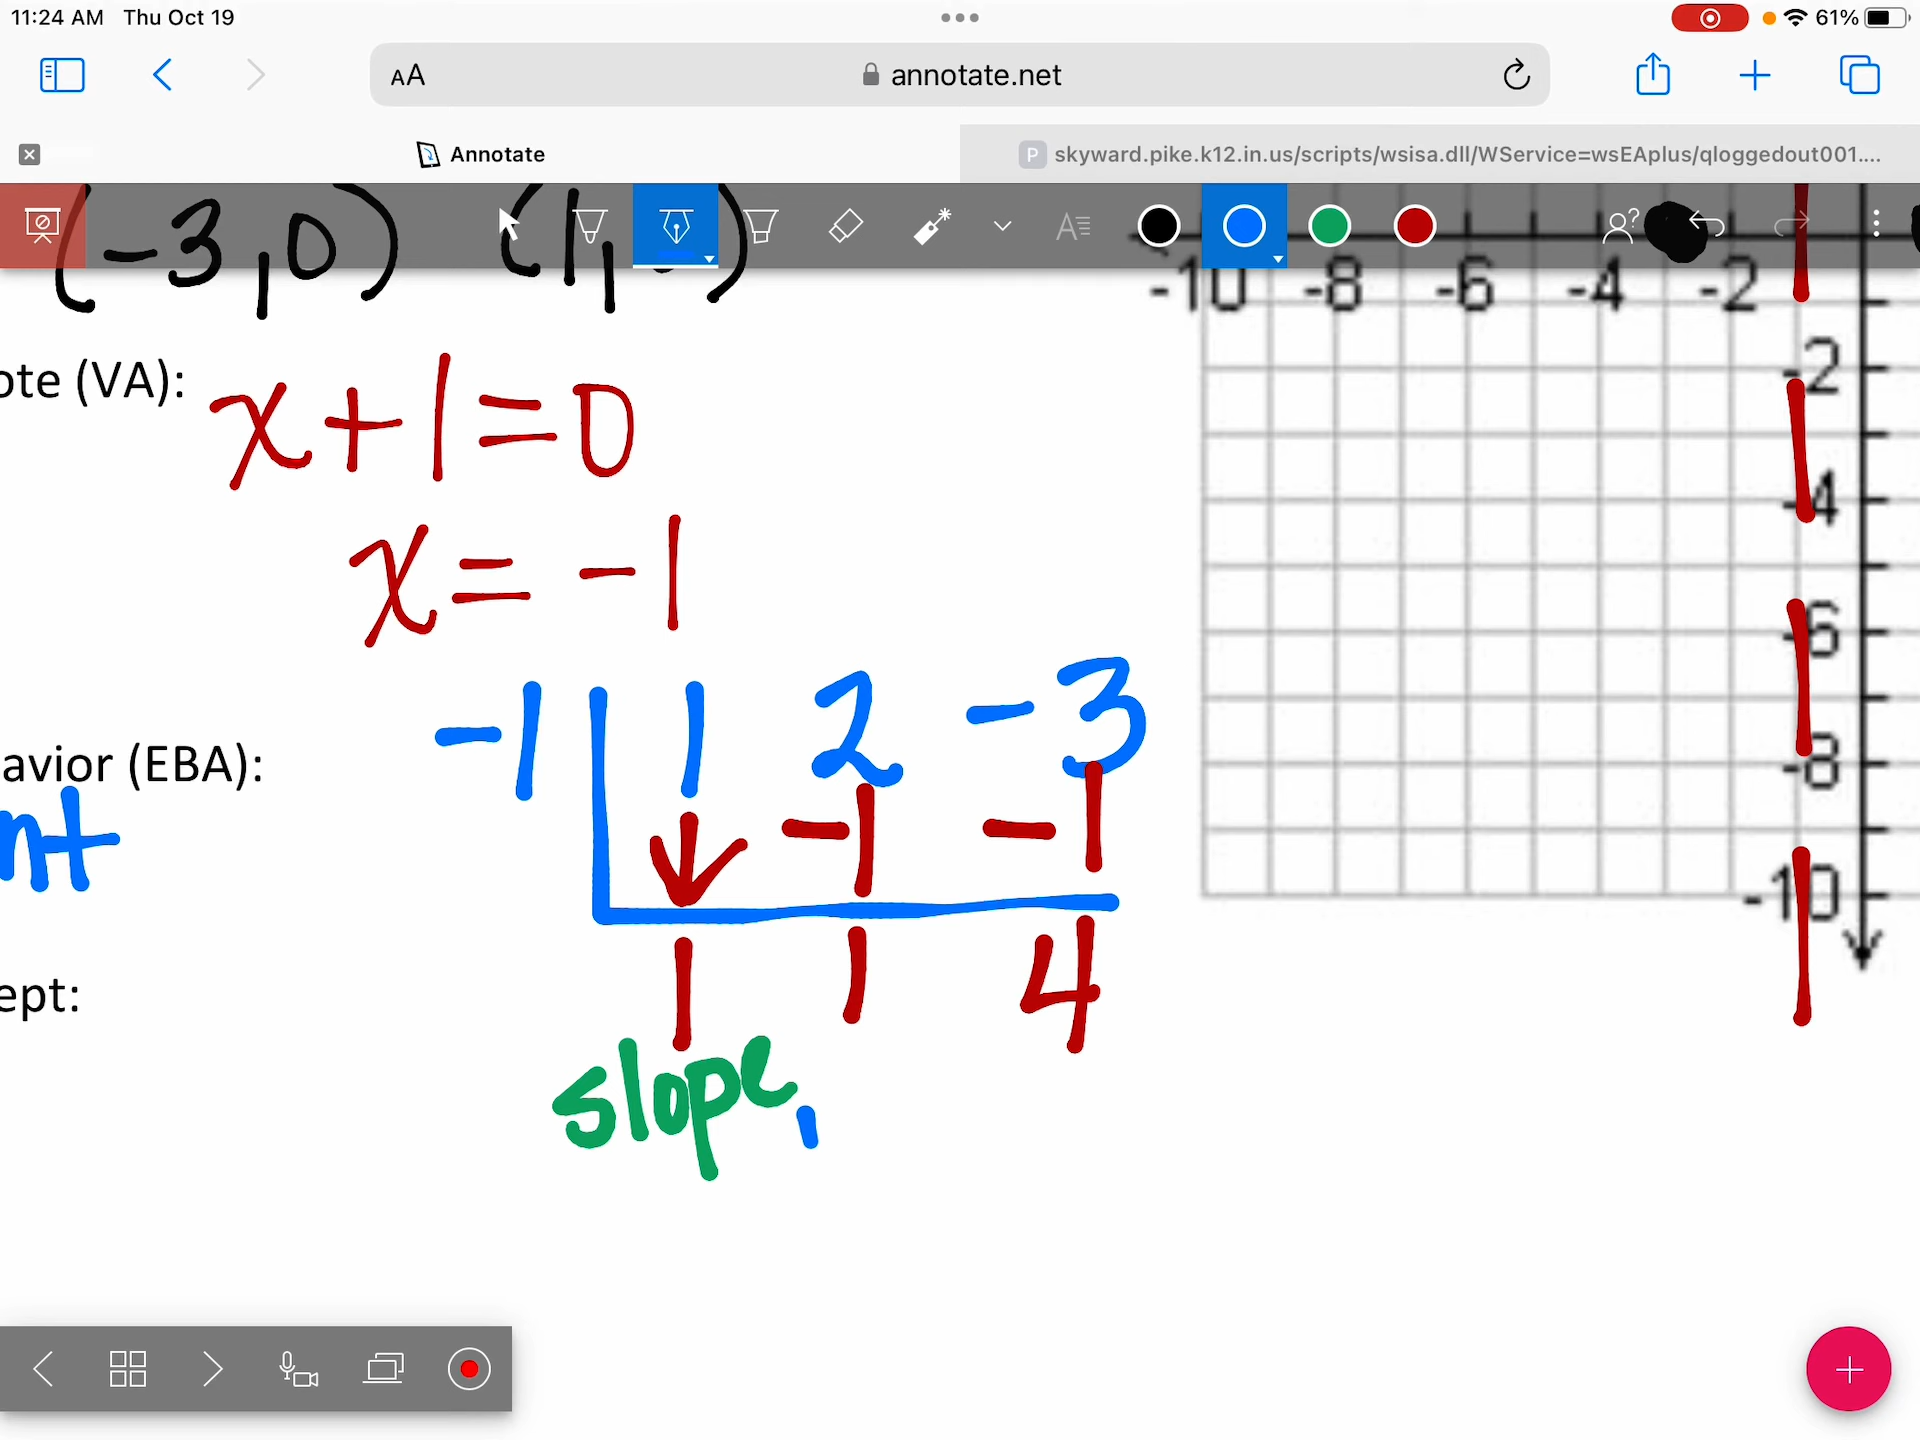 11:24 AM Thu Oct 19
61%
AA annotate.net
Annotate
skyward.pike.k12.in.us/scripts/wsisa.dll/WService=wsEAplus/qloggedout001....
(-3,0) (1,
-10 -8 -6 -4 -2
ote (VA): x+1=0
x= -1
-1 1 2 -3
avior (EBA):
nt
-1 -1
1 1 4
ept:
slope,
-2
-4
-6
-8
-10